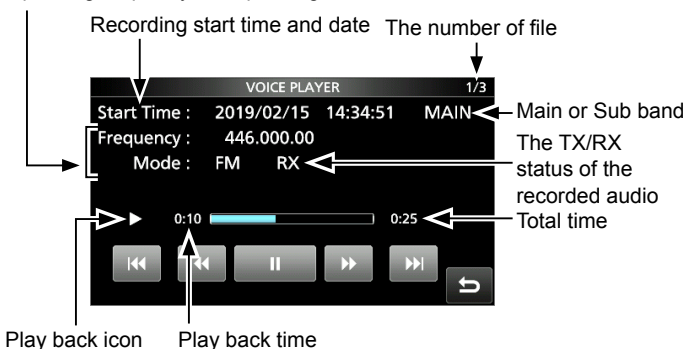 Recording start time and date
The number of file
VOICE PLAYER 1/3
Start Time : 2019/02/15 14:34:51 MAIN
Main or Sub band
Frequency : 446.000.00
Mode : FM RX
The TX/RX
status of the
recorded audio
0:10 0:25
Total time
Play back icon
Play back time